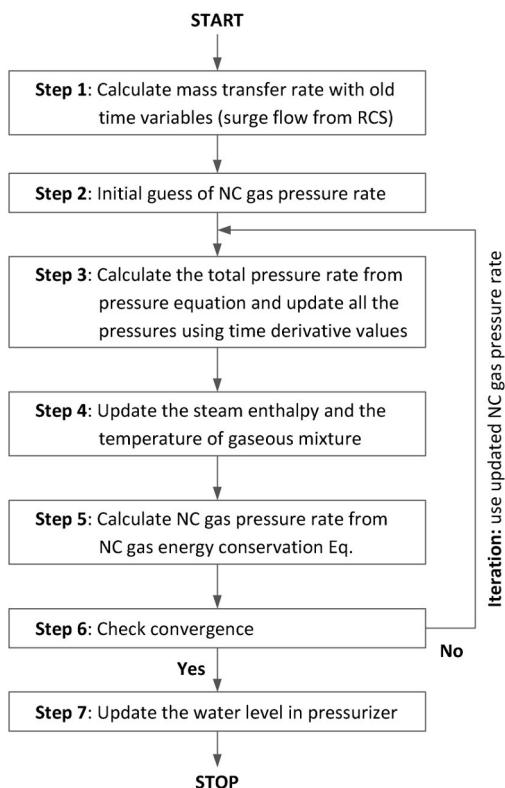 START
Step 1: Calculate mass transfer rate with old
time variables (surge flow from RCS)
Step 2: Initial guess of NC gas pressure rate
Step 3: Calculate the total pressure rate from
pressure equation and update all the
pressures using time derivative values
Step 4: Update the steam enthalpy and the
temperature of gaseous mixture
Step 5: Calculate NC gas pressure rate from
NC gas energy conservation Eq.
Step 6: Check convergence
No
Iteration: use updated NC gas pressure rate
Yes
Step 7: Update the water level in pressurizer
STOP